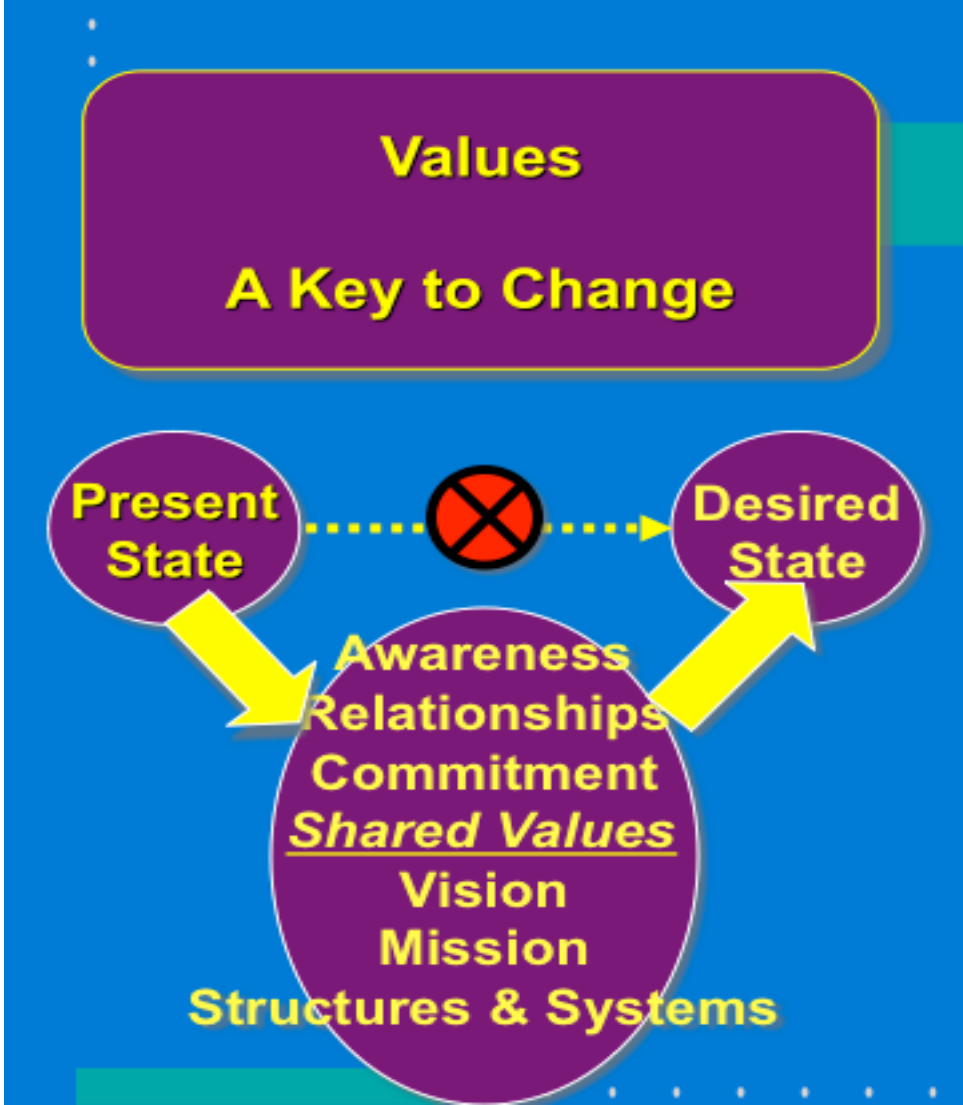 Values
A Key to Change
Present
State
Desired
State
Awareness
Relationships
Commitment
Shared Values
Vision
Mission
Structures & Systems